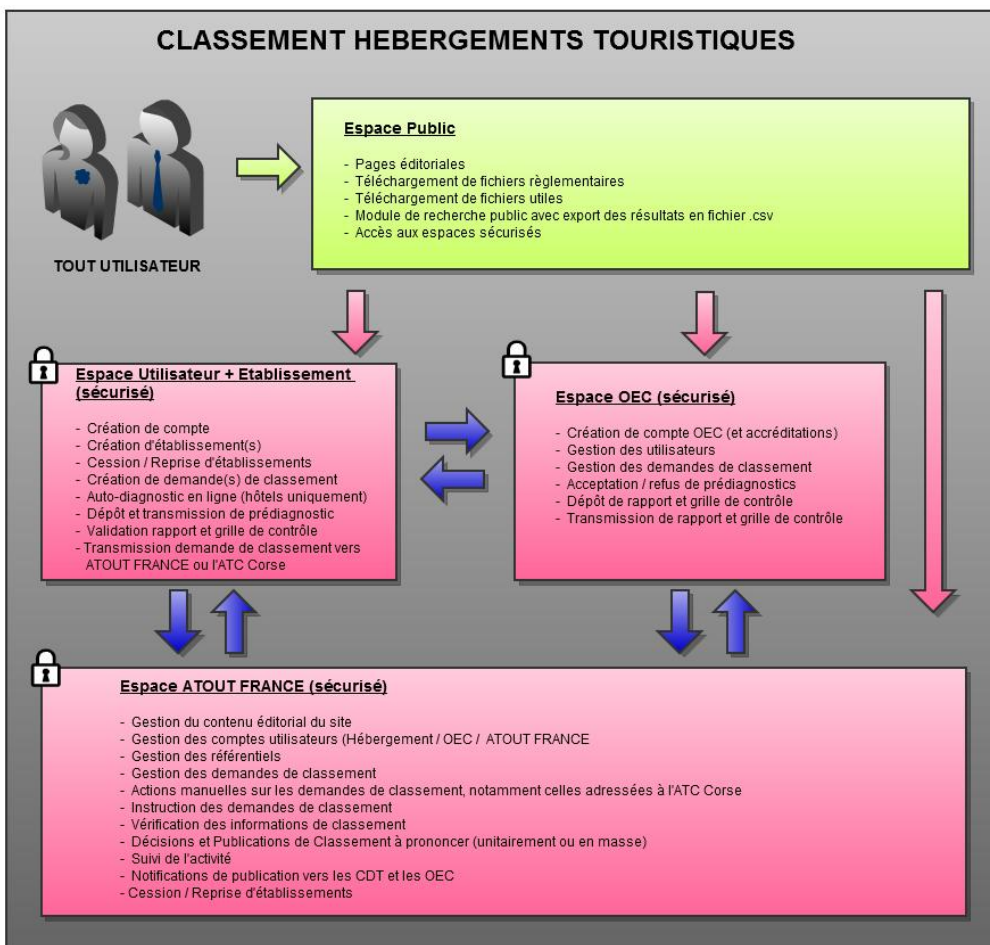 CLASSEMENT HEBERGEMENTS TOURISTIQUES
TOUT UTILISATEUR
Espace Public
- Pages éditoriales
- Téléchargement de fichiers règlementaires
- Téléchargement de fichiers utiles
- Module de recherche public avec export des résultats en fichier .csv
- Accès aux espaces sécurisés
Espace Utilisateur + Etablissement
(sécurisé)
- Création de compte
- Création d'établissement(s)
- Cession / Reprise d'établissements
- Création de demande(s) de classement
- Auto-diagnostic en ligne (hôtels uniquement)
- Dépôt et transmission de prédiagnostic
- Validation rapport et grille de contrôle
- Transmission demande de classement vers
ATOUT FRANCE ou l'ATC Corse
Espace OEC (sécurisé)
- Création de compte OEC (et accréditations)
- Gestion des utilisateurs
- Gestion des demandes de classement
- Acceptation / refus de prédiagnostics
- Dépôt de rapport et grille de contrôle
- Transmission de rapport et grille de contrôle
Espace ATOUT FRANCE (sécurisé)
- Gestion du contenu éditorial du site
- Gestion des comptes utilisateurs (Hébergement / OEC / ATOUT FRANCE
- Gestion des référentiels
- Gestion des demandes de classement
- Actions manuelles sur les demandes de classement, notamment celles adressées à l'ATC Corse
- Instruction des demandes de classement
- Vérification des informations de classement
- Décisions et Publications de Classement à prononcer (unitairement ou en masse)
- Suivi de l'activité
- Notifications de publication vers les CDT et les OEC
- Cession / Reprise d'établissements